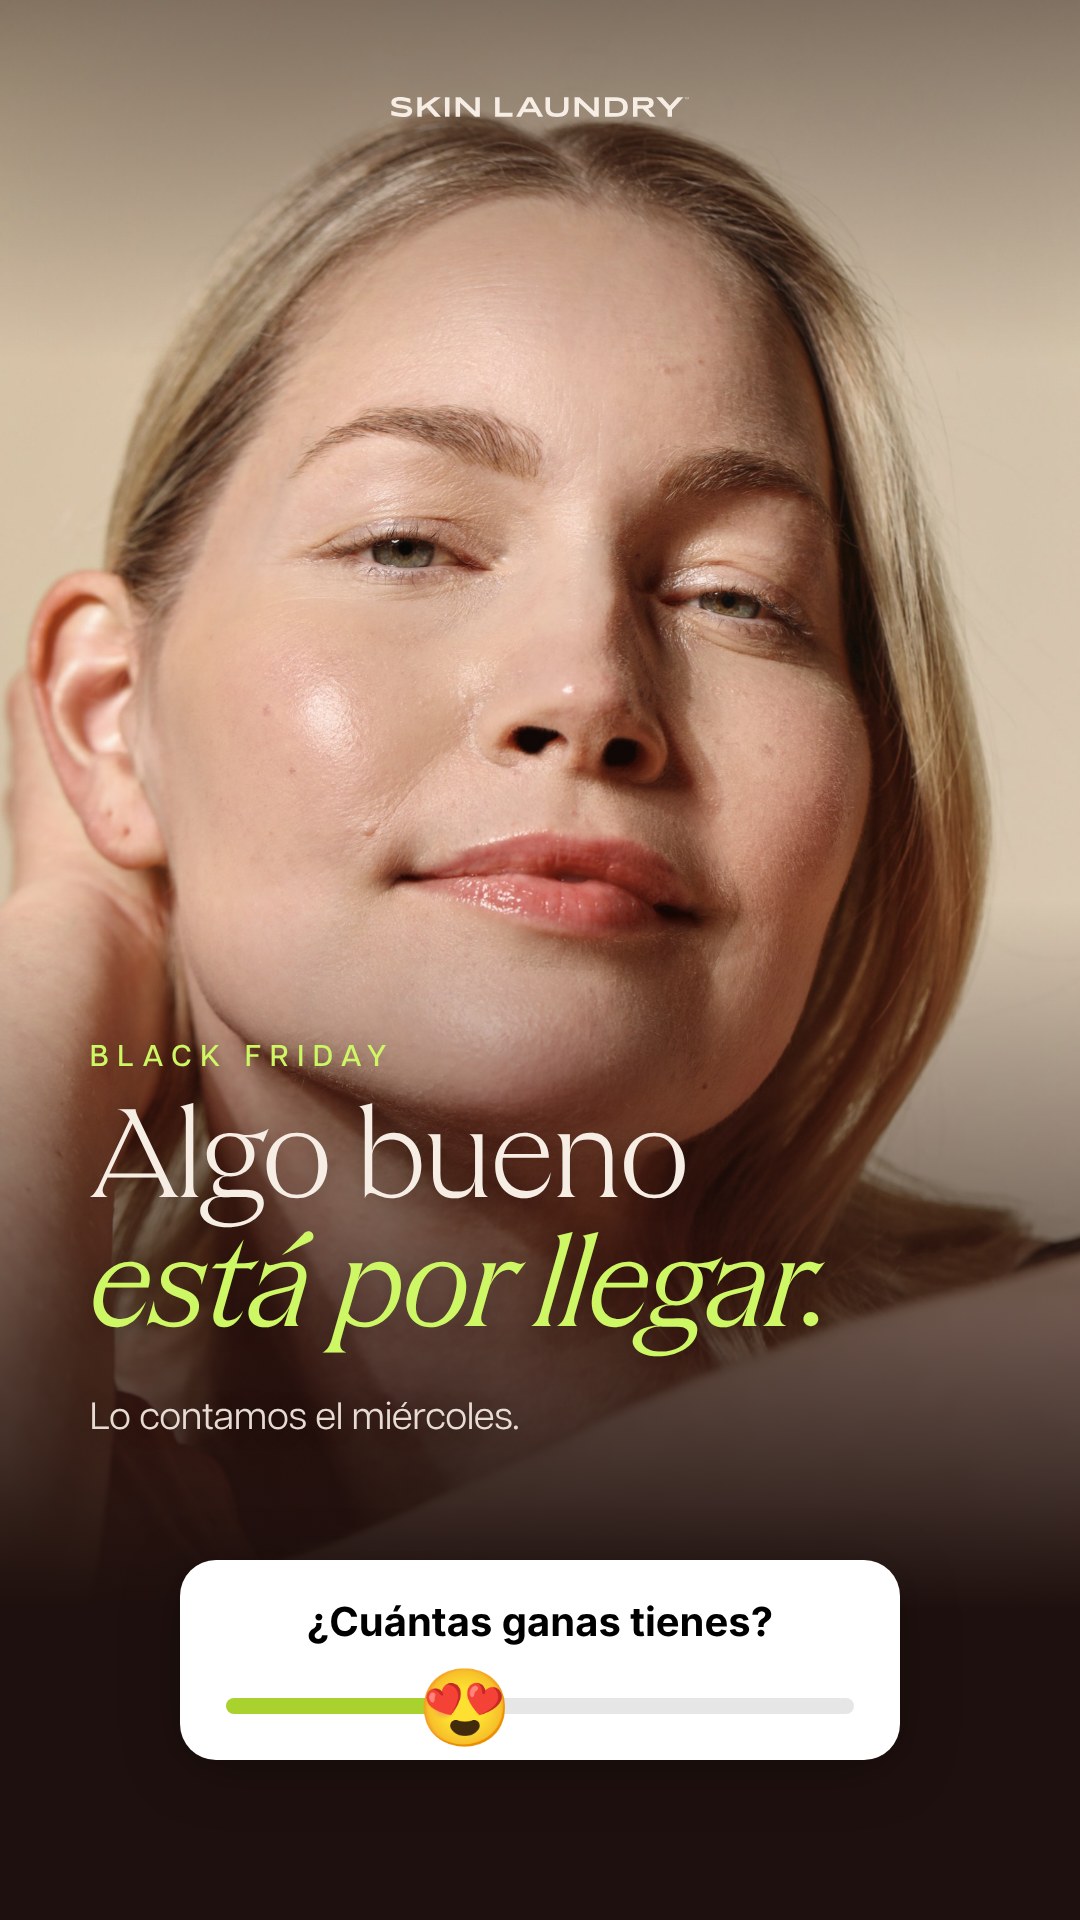 SKIN LAUNDRY
BLACK FRIDAY
Algo bueno
está por llegar.
Lo contamos el miércoles.
¿Cuántas ganas tienes?